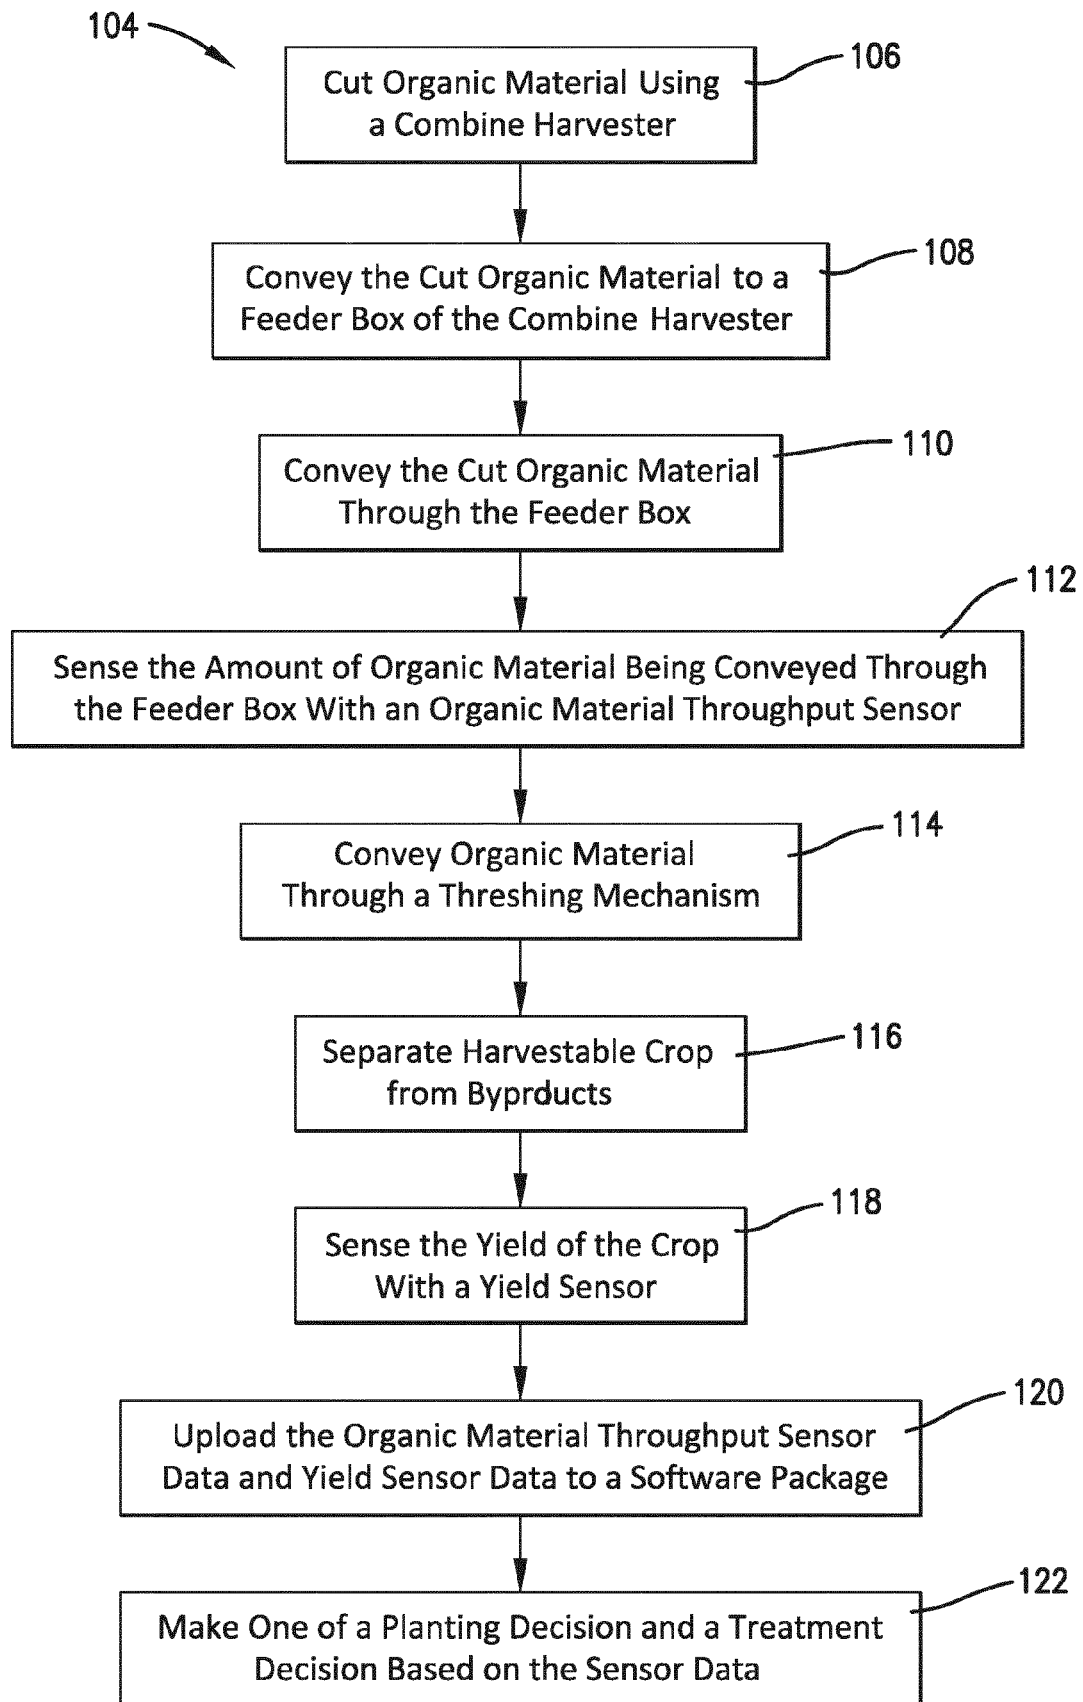 104
106
Cut Organic Material Using
a Combine Harvester
108
Convey the Cut Organic Material to a
Feeder Box of the Combine Harvester
110
Convey the Cut Organic Material
Through the Feeder Box
112
Sense the Amount of Organic Material Being Conveyed Through
the Feeder Box With an Organic Material Throughput Sensor
114
Convey Organic Material
Through a Threshing Mechanism
116
Separate Harvestable Crop
from Byprducts
118
Sense the Yield of the Crop
With a Yield Sensor
120
Upload the Organic Material Throughput Sensor
Data and Yield Sensor Data to a Software Package
122
Make One of a Planting Decision and a Treatment
Decision Based on the Sensor Data